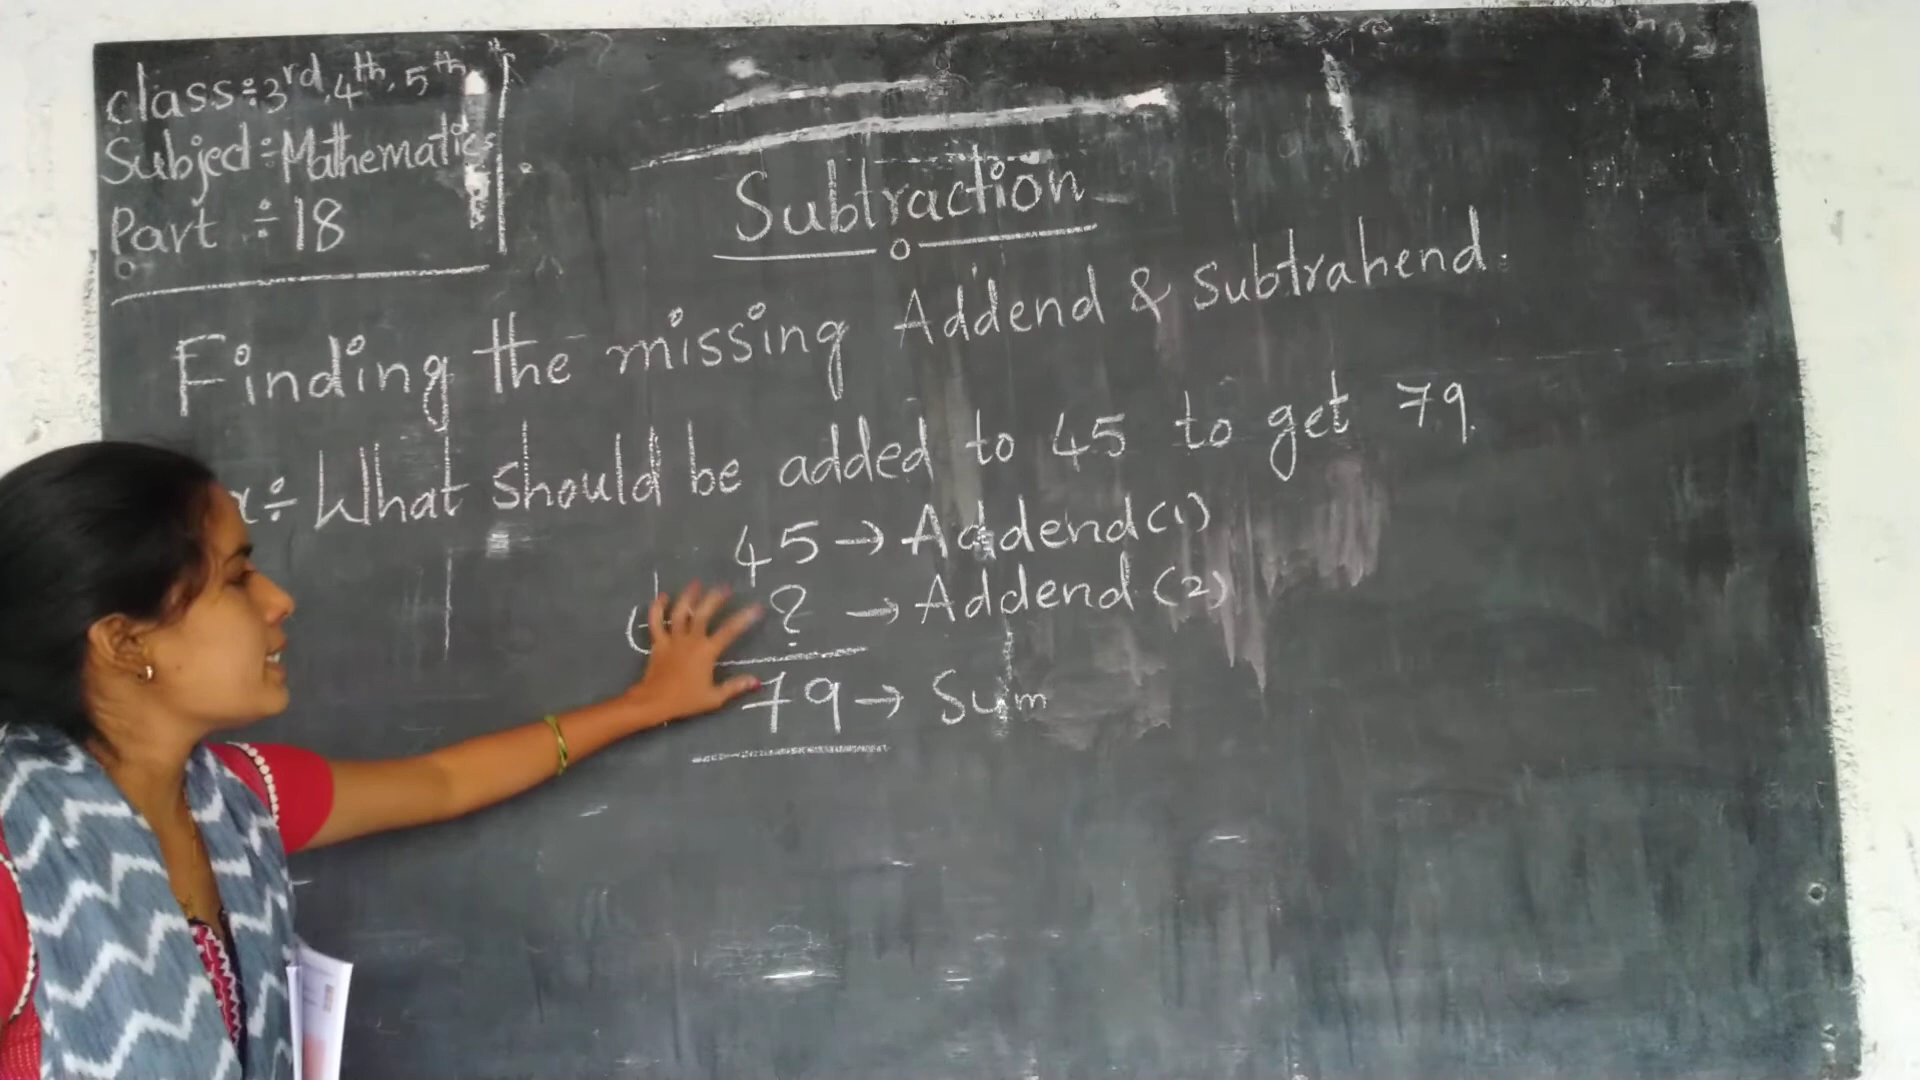 class÷3rd,4th,5th
Subject÷Mathematics
Part ÷18
Subtraction
Finding the missing Addend & Subtrahend.
x÷What should be added to 45 to get 79
45→Addend(1)
? →Addend(2)
79→ Sum